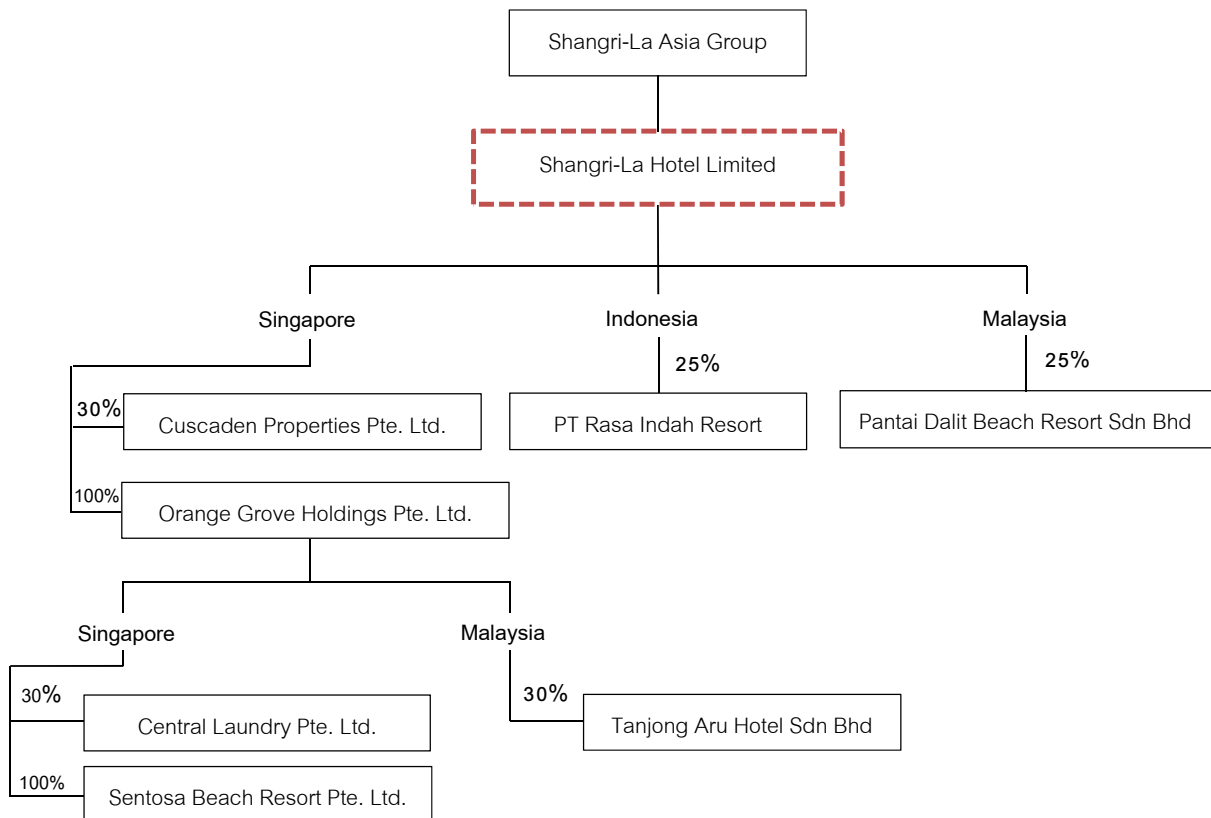 Shangri-La Asia Group
Shangri-La Hotel Limited
Singapore
Indonesia
Malaysia
25%
25%
30%
Cuscaden Properties Pte. Ltd.
PT Rasa Indah Resort
Pantai Dalit Beach Resort Sdn Bhd
100%
Orange Grove Holdings Pte. Ltd.
Singapore
Malaysia
30%
30%
Central Laundry Pte. Ltd.
Tanjong Aru Hotel Sdn Bhd
100%
Sentosa Beach Resort Pte. Ltd.